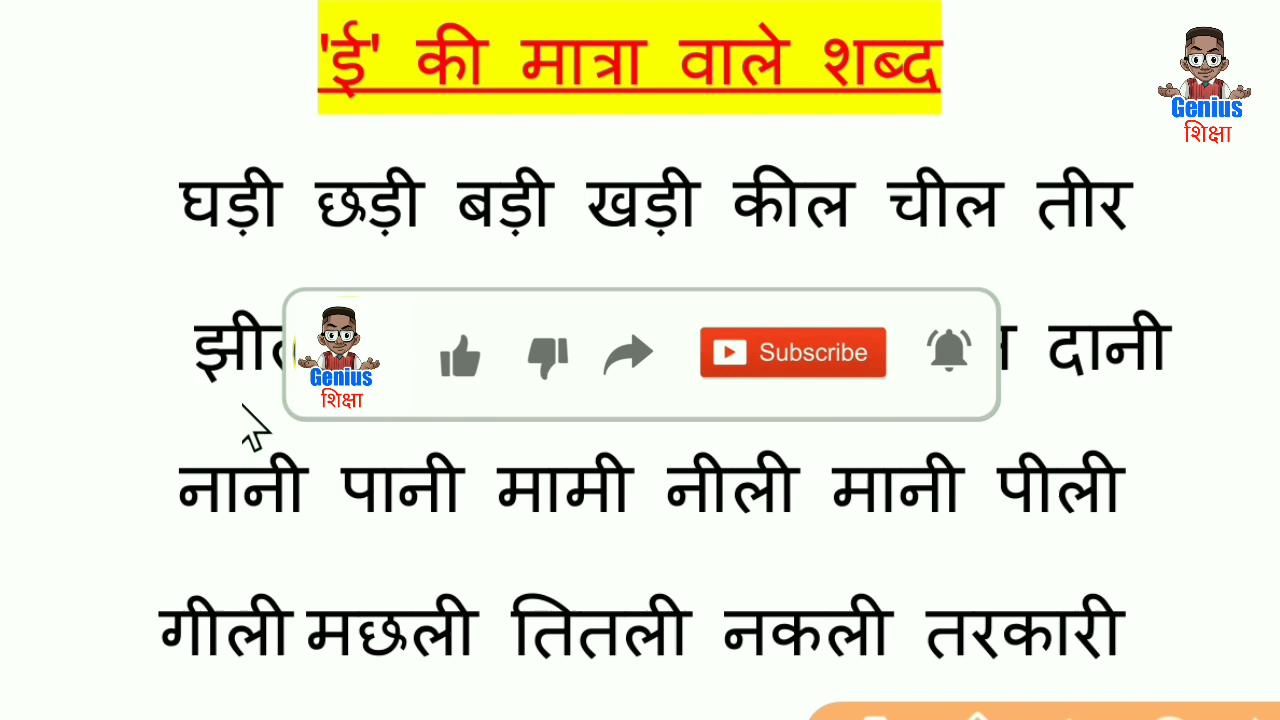 'ई' की मात्रा वाले शब्द
Genius
शिक्षा
घड़ी छड़ी बड़ी खड़ी कील चील तीर
दानी
Genius
शिक्षा
Subscribe
नानी पानी मामी नीली मानी पीली
गीली मछली तितली नकली तरकारी